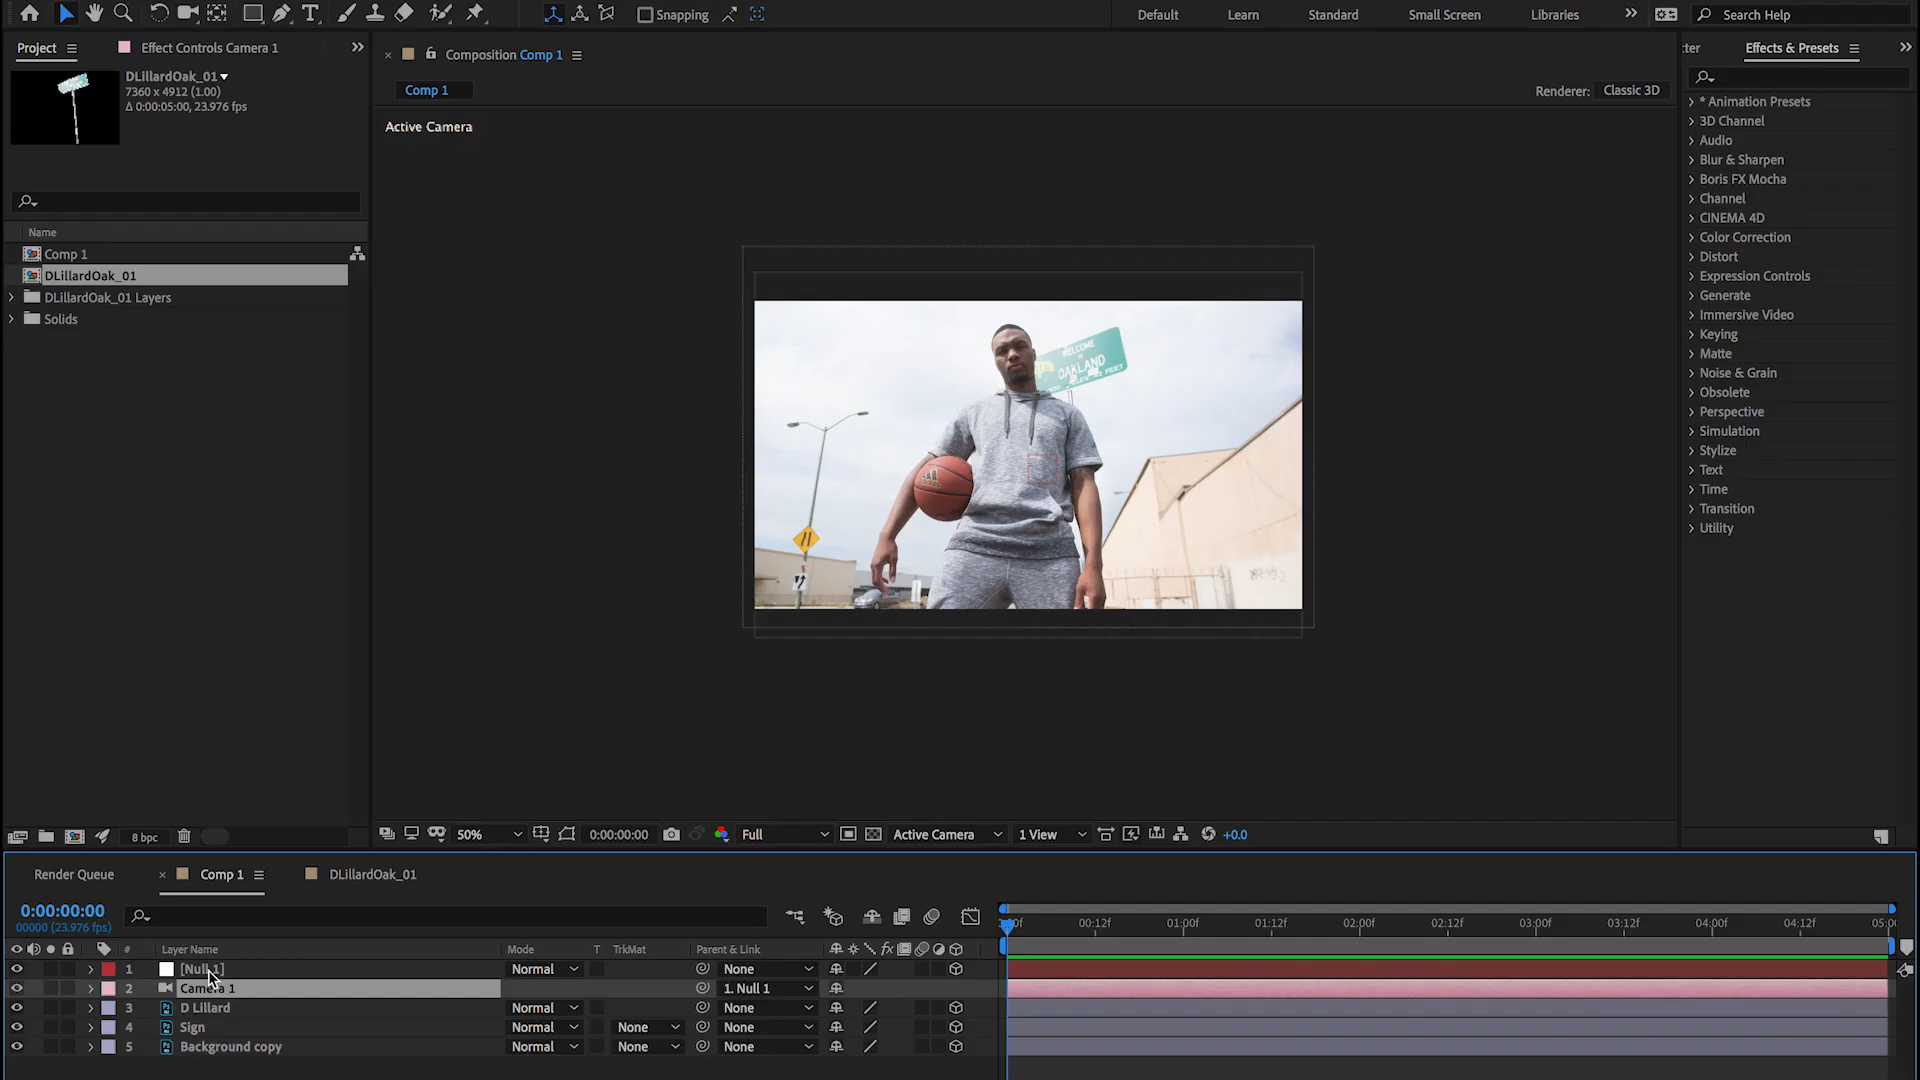 Snapping
Default
Learn
Standard
Small Screen
Libraries
Search Help
Project
Effect Controls Camera 1
DLillardOak_01
7360 x 4912 (1.00)
Δ 0:00:05:00, 23.976 fps
Name
Comp 1
DLillardOak_01
DLillardOak_01 Layers
Solids
8 bpc
Composition Comp 1
Comp 1
Renderer:
Classic 3D
Active Camera
WELCOME
TO
OAKLAND
50%
0:00:00:00
Full
Active Camera
1 View
+0.0
Effects & Presets
* Animation Presets
3D Channel
Audio
Blur & Sharpen
Boris FX Mocha
Channel
CINEMA 4D
Color Correction
Distort
Expression Controls
Generate
Immersive Video
Keying
Matte
Noise & Grain
Obsolete
Perspective
Simulation
Stylize
Text
Time
Transition
Utility
Render Queue
Comp 1
DLillardOak_01
0:00:00:00
00000 (23.976 fps)
00:12f
01:00f
01:12f
02:00f
02:12f
03:00f
03:12f
04:00f
04:12f
#
Layer Name
Mode
T
TrkMat
Parent & Link
1
[Null 1]
Normal
None
2
Camera 1
1. Null 1
3
D Lillard
Normal
None
4
Sign
Normal
None
None
5
Background copy
Normal
None
None